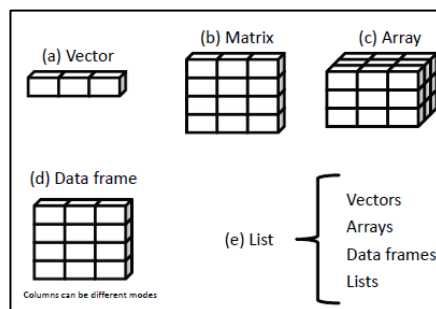 (a) Vector
(b) Matrix
(c) Array
(d) Data frame
Columns can be different modes
(e) List
Vectors
Arrays
Data frames
Lists